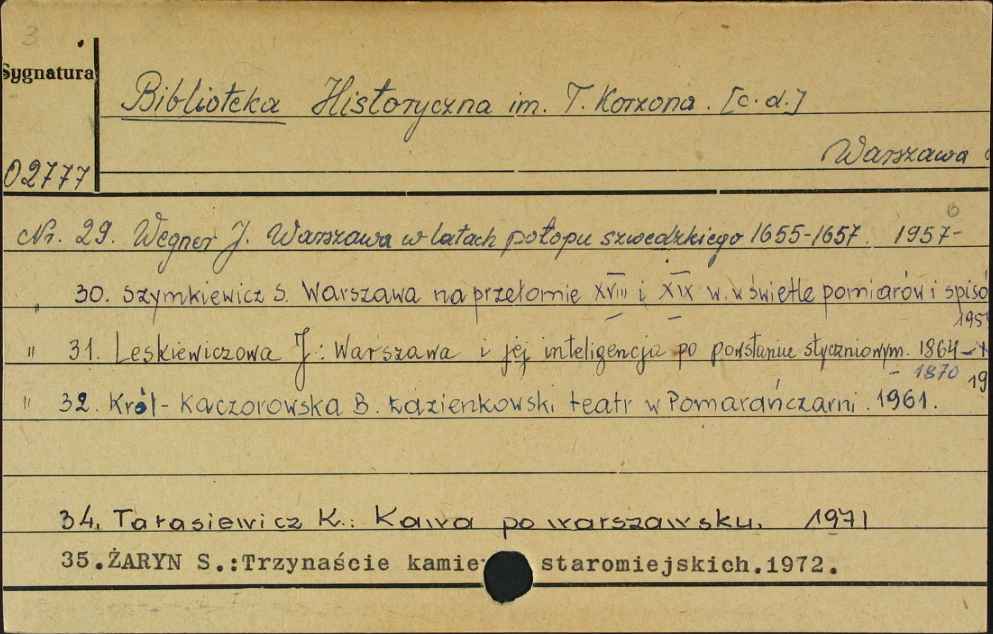 3
Sygnatura
Biblioteka Historyczna im. T. Korzona. [c.d.]
Warszawa
02777
6
Nr. 29. Wegner J. Warszawa w latach potopu szwedzkiego 1655-1657. 1957-
" 30. Szymkiewicz S. Warszawa na przełomie XVIII i XIX w. w świetle pomiarów i spisó
195
" 31. Leskiewiczowa J: Warszawa i jej inteligencja po powstaniu styczniowym. 1864-
- 1870 19
" 32. Król-Kaczorowska B. Łazienkowski teatr w Pomarańczarni. 1961.
34. Tarasiewicz K.: Kawa po warszawsku. 1971
35.ŻARYN S.:Trzynaście kamie staromiejskich.1972.